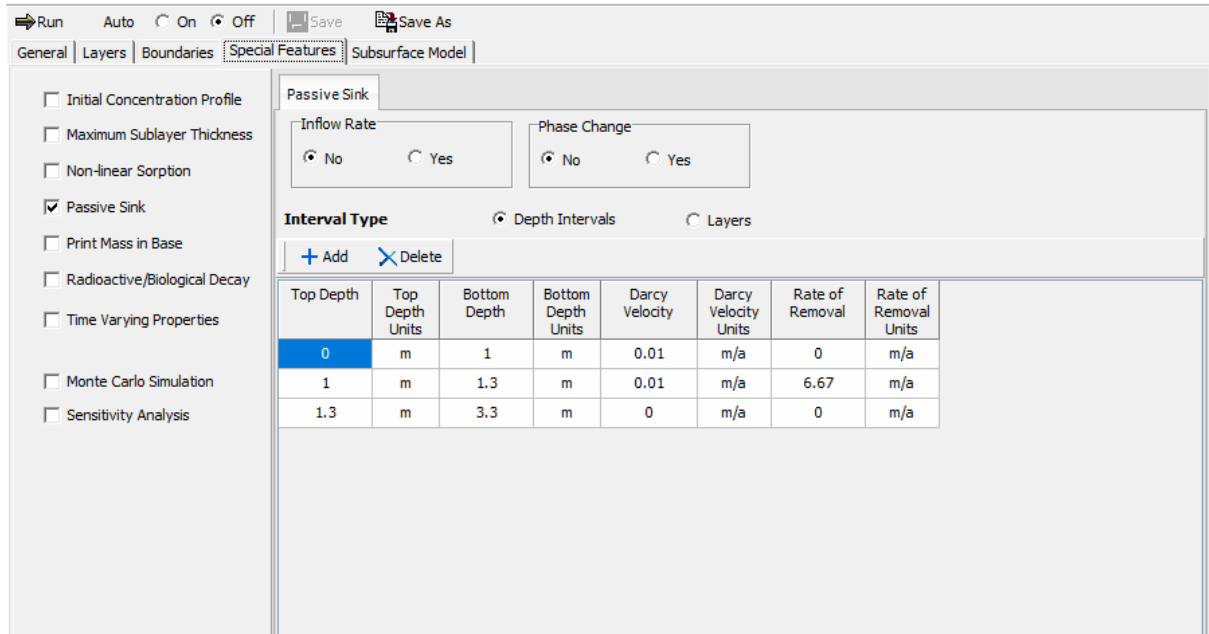 Run Auto On Off Save Save As
General Layers Boundaries Special Features Subsurface Model
Initial Concentration Profile
Maximum Sublayer Thickness
Non-linear Sorption
Passive Sink
Print Mass in Base
Radioactive/Biological Decay
Time Varying Properties
Monte Carlo Simulation
Sensitivity Analysis
Passive Sink
Inflow Rate
No Yes
Phase Change
No Yes
Interval Type Depth Intervals Layers
Add Delete
Top Depth Top Depth Units Bottom Depth Bottom Depth Units Darcy Velocity Darcy Velocity Units Rate of Removal Rate of Removal Units
0 m 1 m 0.01 m/a 0 m/a
1 m 1.3 m 0.01 m/a 6.67 m/a
1.3 m 3.3 m 0 m/a 0 m/a